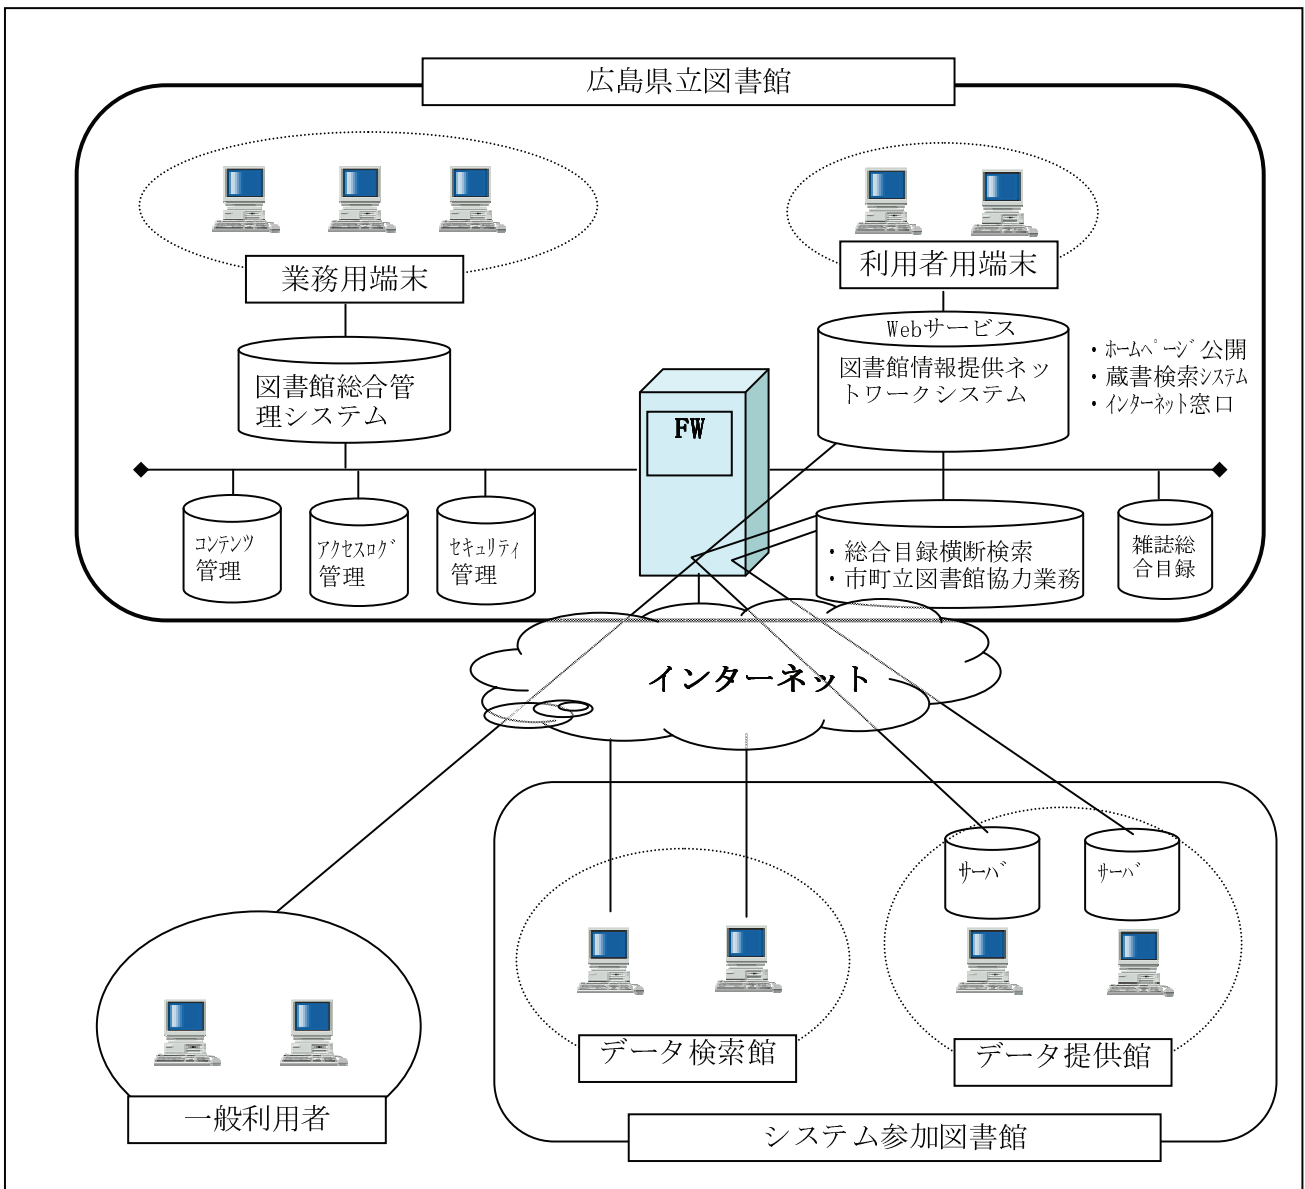 広島県立図書館
業務用端末
利用者用端末
Webサービス
図書館情報提供ネッ
トワークシステム
・ﾎｰﾑﾍﾟｰｼﾞ公開
・蔵書検索ｼｽﾃﾑ
・ｲﾝﾀｰﾈｯﾄ窓口
図書館総合管
理システム
FW
ｺﾝﾃﾝﾂ
管理
ｱｸｾｽﾛｸﾞ
管理
ｾｷｭﾘﾃｨ
管理
・総合目録横断検索
・市町立図書館協力業務
雑誌総
合目録
インターネット
ｻｰﾊﾞ
ｻｰﾊﾞ
データ検索館
データ提供館
一般利用者
システム参加図書館